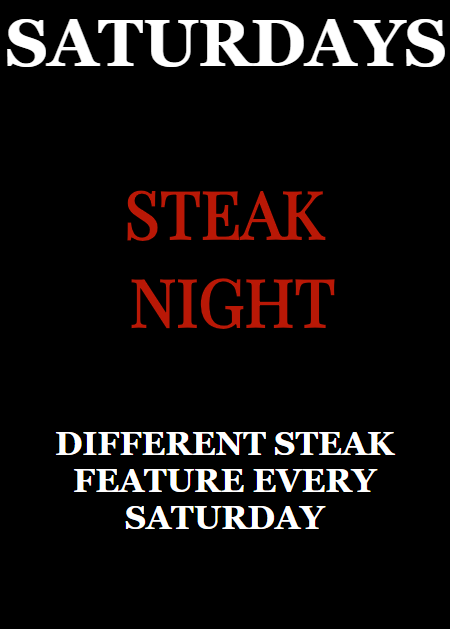 SATURDAYS
STEAK
NIGHT
DIFFERENT STEAK
FEATURE EVERY
SATURDAY